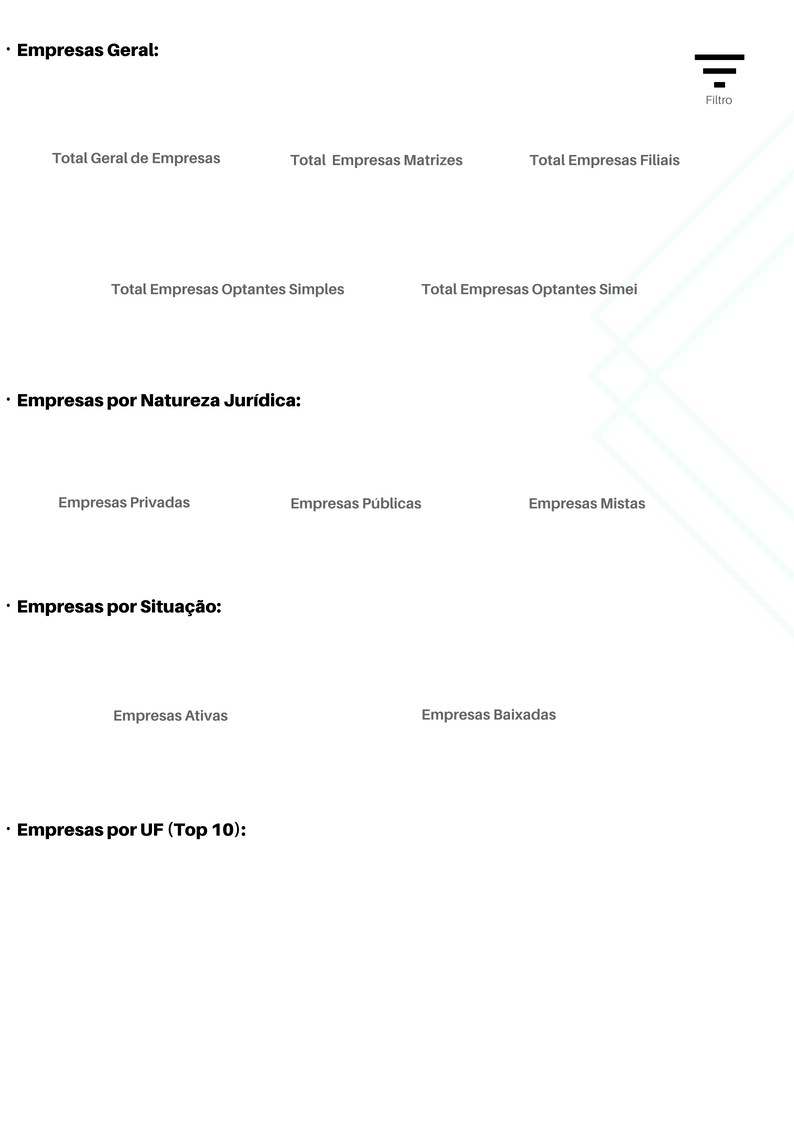 · Empresas Geral:
Filtro
Total Geral de Empresas
Total Empresas Matrizes
Total Empresas Filiais
Total Empresas Optantes Simples
Total Empresas Optantes Simei
· Empresas por Natureza Jurídica:
Empresas Privadas
Empresas Públicas
Empresas Mistas
· Empresas por Situação:
Empresas Ativas
Empresas Baixadas
· Empresas por UF (Top 10):